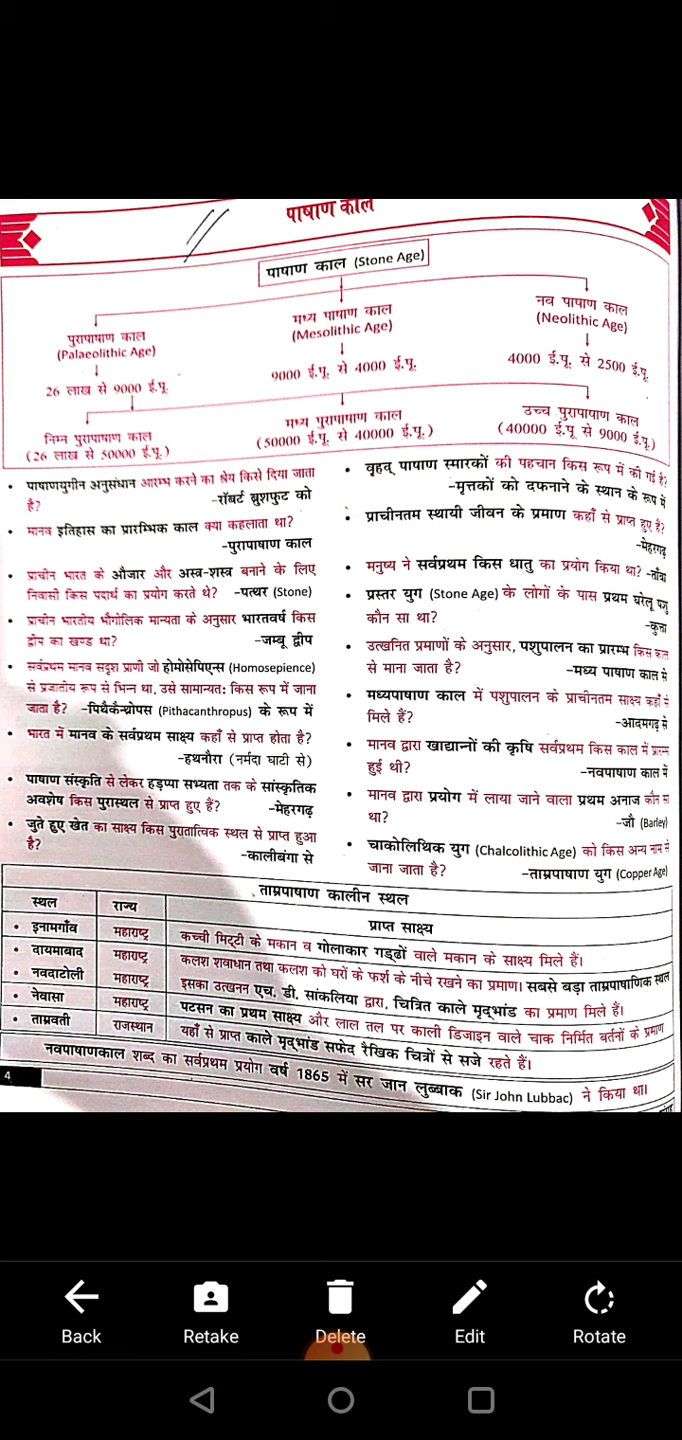 पाषाण काल
पाषाण काल (Stone Age)
पुरापाषाण काल
(Palaeolithic Age)
26 लाख से 9000 ई.पू.
मध्य पाषाण काल
(Mesolithic Age)
9000 ई.पू. से 4000 ई.पू.
नव पाषाण काल
(Neolithic Age)
4000 ई.पू. से 2500 ई.पू.
निम्न पुरापाषाण काल
(26 लाख से 50000 ई.पू.)
मध्य पुरापाषाण काल
(50000 ई.पू. से 40000 ई.पू.)
उच्च पुरापाषाण काल
(40000 ई.पू से 9000 ई.पू.)
• पाषाणयुगीन अनुसंधान आरम्भ करने का श्रेय किसे दिया जाता
है? -रॉबर्ट ब्रुशफुट को
• मानव इतिहास का प्रारम्भिक काल क्या कहलाता था?
-पुरापाषाण काल
• प्राचीन भारत के औजार और अस्त्र-शस्त्र बनाने के लिए
निवासी किस पदार्थ का प्रयोग करते थे? -पत्थर (Stone)
• प्राचीन भारतीय भौगोलिक मान्यता के अनुसार भारतवर्ष किस
द्वीप का खण्ड था? -जम्बू द्वीप
• सर्वप्रथम मानव सदृश प्राणी जो होमोसेपिएन्स (Homosepience)
से प्रजातीय रूप से भिन्न था, उसे सामान्यतः किस रूप में जाना
जाता है? -पिथैकैन्थ्रोपस (Pithacanthropus) के रूप में
• भारत में मानव के सर्वप्रथम साक्ष्य कहाँ से प्राप्त होता है?
-हथनौरा (नर्मदा घाटी से)
• पाषाण संस्कृति से लेकर हड़प्पा सभ्यता तक के सांस्कृतिक
अवशेष किस पुरास्थल से प्राप्त हुए हैं? -मेहरगढ़
• जुते हुए खेत का साक्ष्य किस पुरातात्विक स्थल से प्राप्त हुआ
है? -कालीबंगा से
• वृहद् पाषाण स्मारकों की पहचान किस रूप में की गई है?
-मृत्तकों को दफनाने के स्थान के रूप में
• प्राचीनतम स्थायी जीवन के प्रमाण कहाँ से प्राप्त हुए है?
-मेहरगढ़
• मनुष्य ने सर्वप्रथम किस धातु का प्रयोग किया था? -ताँबा
• प्रस्तर युग (Stone Age) के लोगों के पास प्रथम घरेलू पशु
कौन सा था? -कुत्ता
• उत्खनित प्रमाणों के अनुसार, पशुपालन का प्रारम्भ किस काल
से माना जाता है? -मध्य पाषाण काल से
• मध्यपाषाण काल में पशुपालन के प्राचीनतम साक्ष्य कहाँ से
मिले हैं? -आदमगढ़ से
• मानव द्वारा खाद्यान्नों की कृषि सर्वप्रथम किस काल में प्रारम्भ
हुई थी? -नवपाषाण काल में
• मानव द्वारा प्रयोग में लाया जाने वाला प्रथम अनाज कौन सा
था? -जौ (Barley)
• चाकोलिथिक युग (Chalcolithic Age) को किस अन्य नाम से
जाना जाता है? -ताम्रपाषाण युग (Copper Age)
ताम्रपाषाण कालीन स्थल
स्थल राज्य प्राप्त साक्ष्य
• इनामगाँव महाराष्ट्र कच्ची मिट्टी के मकान व गोलाकार गड्ढों वाले मकान के साक्ष्य मिले हैं।
• दायमाबाद महाराष्ट्र कलश शवाधान तथा कलश को घरों के फर्श के नीचे रखने का प्रमाण। सबसे बड़ा ताम्रपाषाणिक स्थल
• नवदाटोली महाराष्ट्र इसका उत्खनन एच. डी. सांकलिया द्वारा, चित्रित काले मृद्भांड का प्रमाण मिले हैं।
• नेवासा महाराष्ट्र पटसन का प्रथम साक्ष्य और लाल तल पर काली डिजाइन वाले चाक निर्मित बर्तनों के प्रमाण
• ताम्रवती राजस्थान यहाँ से प्राप्त काले मृद्भांड सफेद रैखिक चित्रों से सजे रहते हैं।
नवपाषाणकाल शब्द का सर्वप्रथम प्रयोग वर्ष 1865 में सर जान लुब्बाक (Sir John Lubbac) ने किया था।
4
Back Retake Delete Edit Rotate